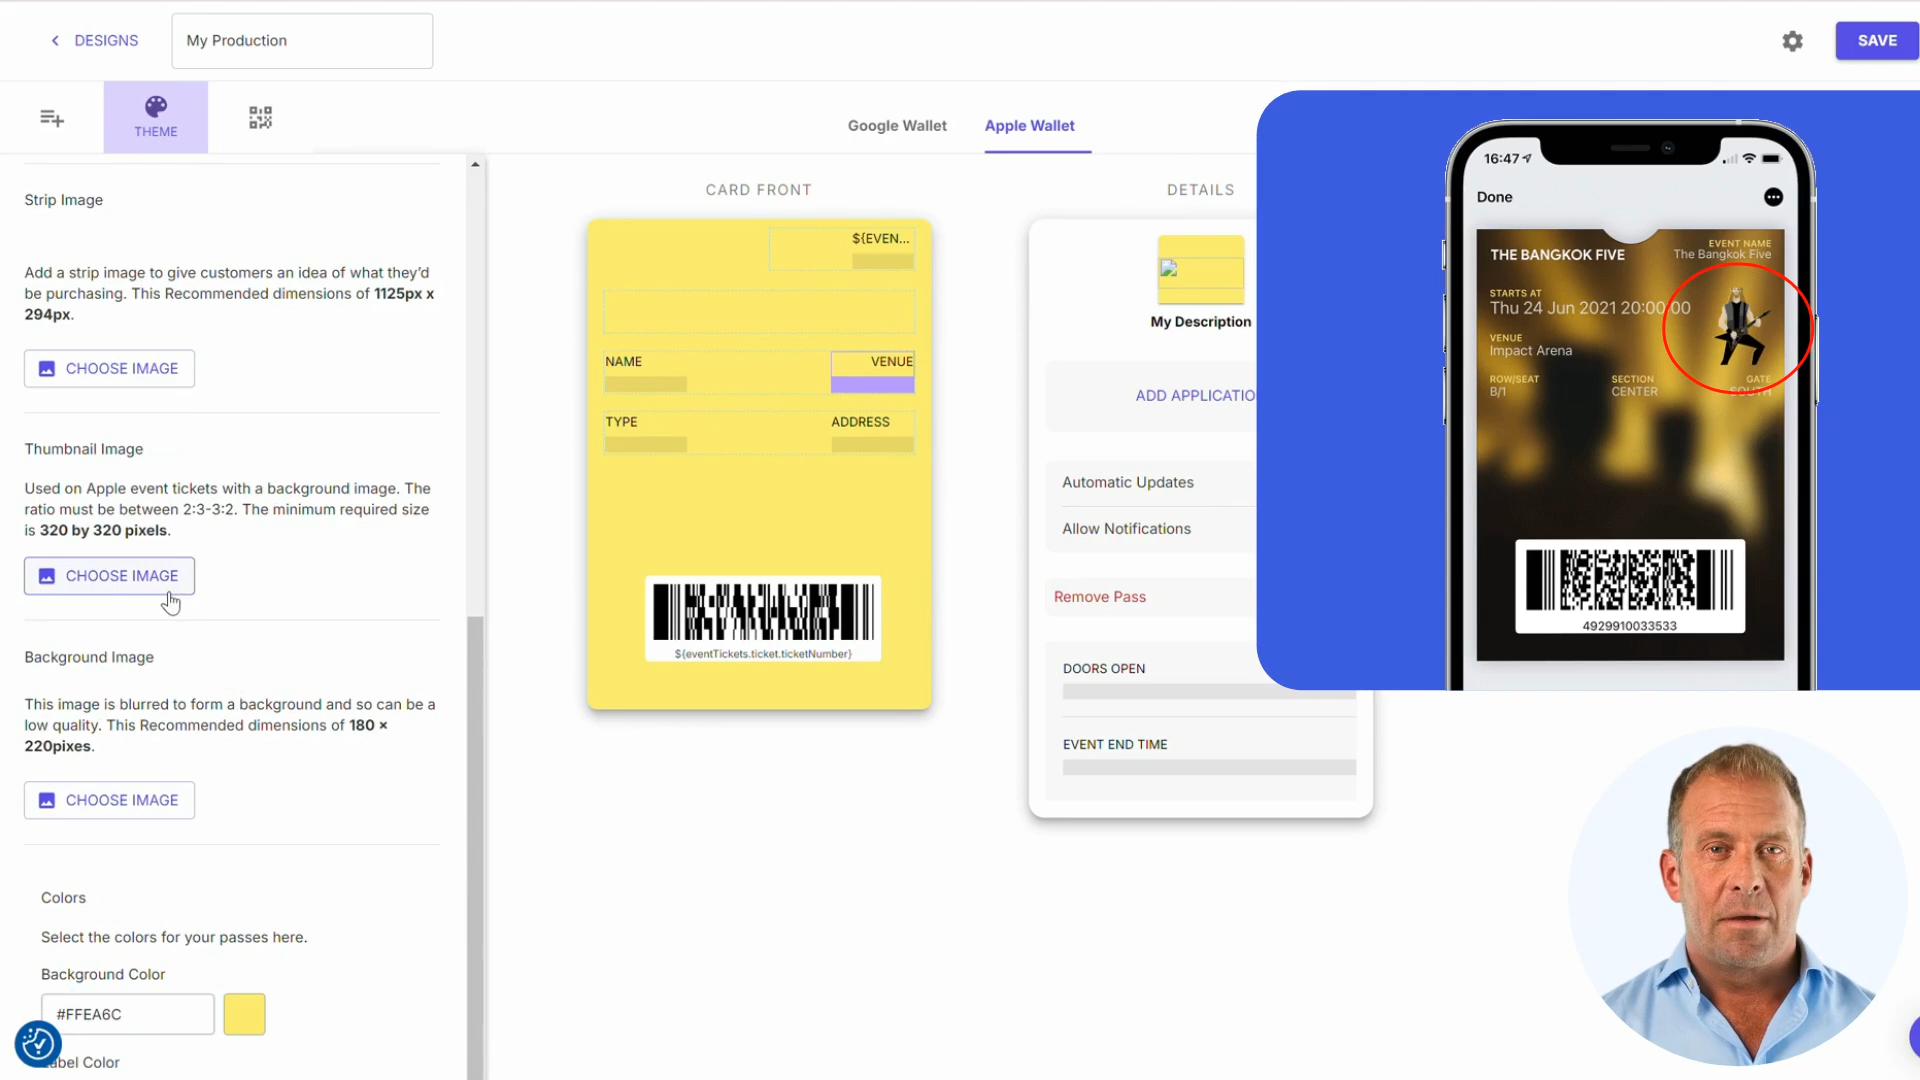 DESIGNS
My Production
SAVE
THEME
Google Wallet
Apple Wallet
Strip Image
Add a strip image to give customers an idea of what they'd
be purchasing. This Recommended dimensions of 1125px x
294px.
CHOOSE IMAGE
Thumbnail Image
Used on Apple event tickets with a background image. The
ratio must be between 2:3-3:2. The minimum required size
is 320 by 320 pixels.
CHOOSE IMAGE
Background Image
This image is blurred to form a background and so can be a
low quality. This Recommended dimensions of 180 ×
220pixes.
CHOOSE IMAGE
Colors
Select the colors for your passes here.
Background Color
#FFEA6C
Label Color
CARD FRONT
${EVEN...
NAME
VENUE
TYPE
ADDRESS
${eventTickets.ticket.ticketNumber}
DETAILS
My Description
ADD APPLICATIO
Automatic Updates
Allow Notifications
Remove Pass
DOORS OPEN
EVENT END TIME
16:47
Done
THE BANGKOK FIVE
EVENT NAME
The Bangkok Five
STARTS AT
Thu 24 Jun 2021 20:00:00
VENUE
Impact Arena
ROW/SEAT
SECTION
GATE
B/1
CENTER
SOUTH
4929910033533